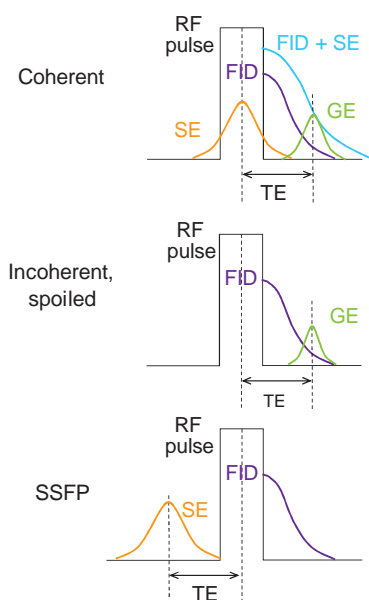 RF
pulse
FID + SE
Coherent
FID
GE
SE
TE
RF
pulse
Incoherent,
spoiled
FID
GE
TE
RF
pulse
FID
SSFP
SE
TE